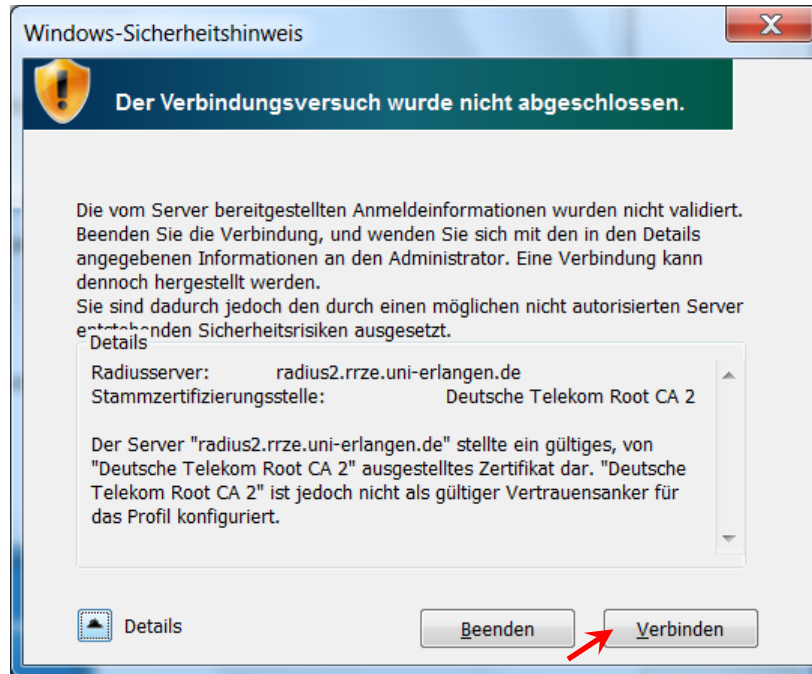 Windows-Sicherheitshinweis
Der Verbindungsversuch wurde nicht abgeschlossen.
Die vom Server bereitgestellten Anmeldeinformationen wurden nicht validiert.
Beenden Sie die Verbindung, und wenden Sie sich mit den in den Details
angegebenen Informationen an den Administrator. Eine Verbindung kann
dennoch hergestellt werden.
Sie sind dadurch jedoch den durch einen möglichen nicht autorisierten Server
entstehenden Sicherheitsrisiken ausgesetzt.
Details
Radiusserver: radius2.rrze.uni-erlangen.de
Stammzertifizierungsstelle: Deutsche Telekom Root CA 2
Der Server "radius2.rrze.uni-erlangen.de" stellte ein gültiges, von
"Deutsche Telekom Root CA 2" ausgestelltes Zertifikat dar. "Deutsche
Telekom Root CA 2" ist jedoch nicht als gültiger Vertrauensanker für
das Profil konfiguriert.
Details
Beenden
Verbinden